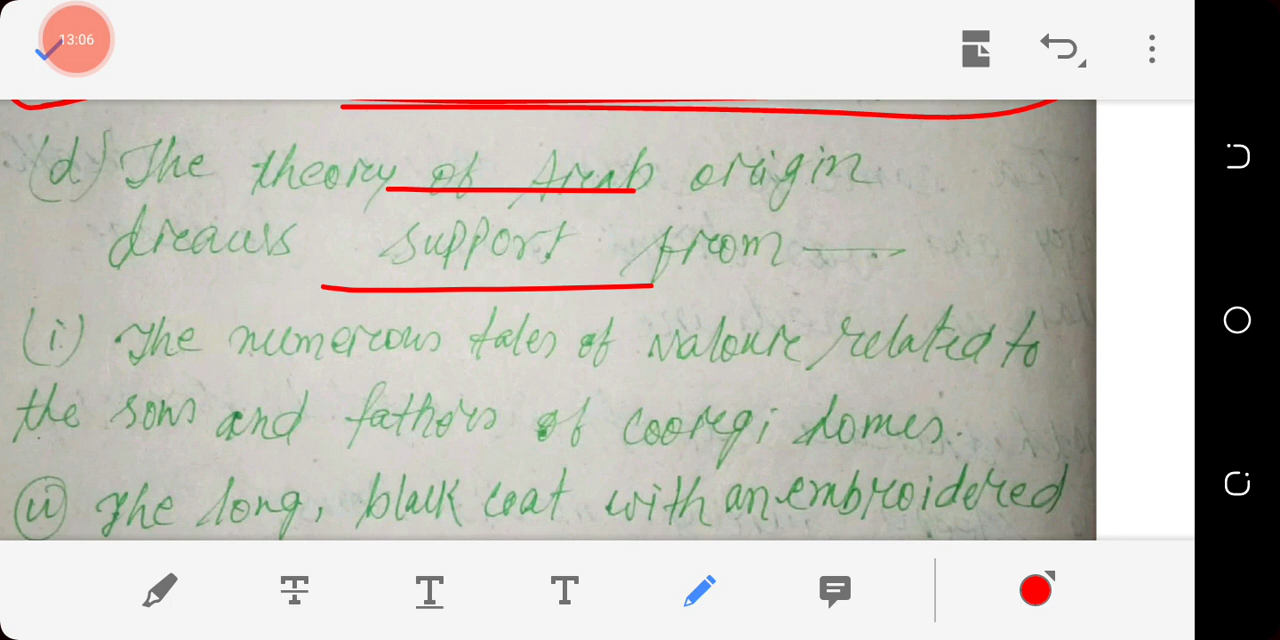 13:06
(d) The theory of Arab origin
draws support from —.
(i) The numerous tales of valour related to
the sons and fathers of coorgi homes.
(ii) The long, black coat with an embroidered